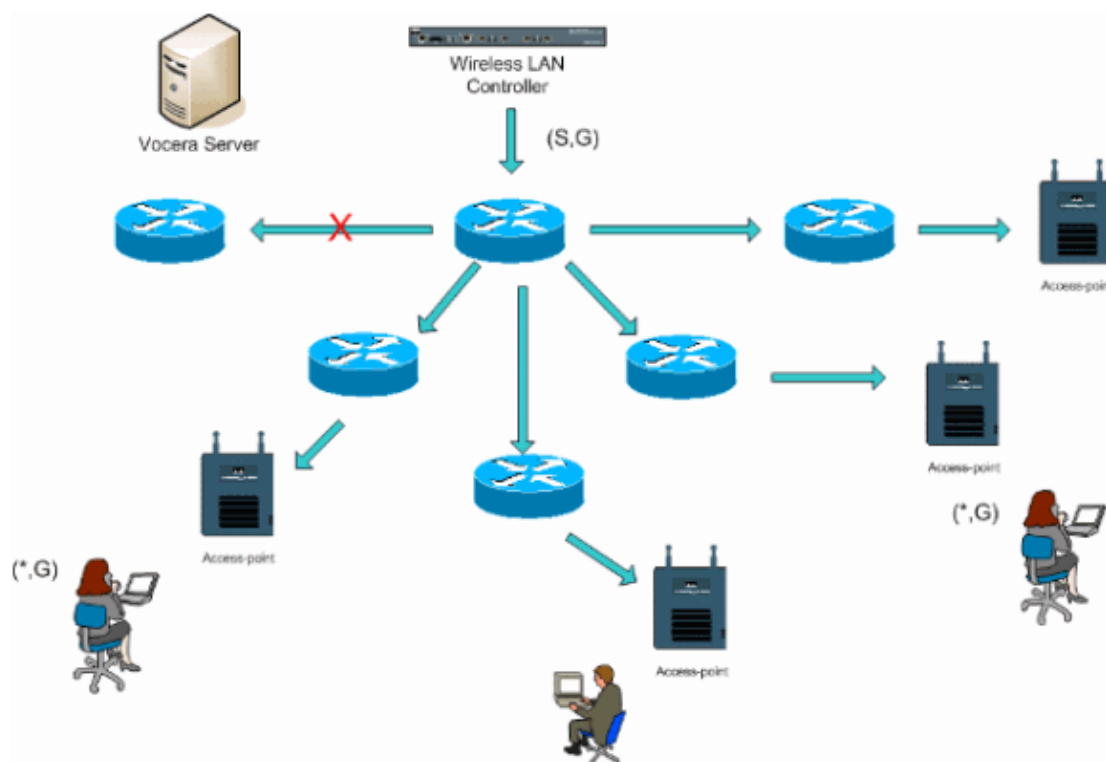 Wireless LAN
Controller
Vocera Server
(S,G)
Access-point
Access-point
(*,G)
Access-point
(*,G)
Access-point